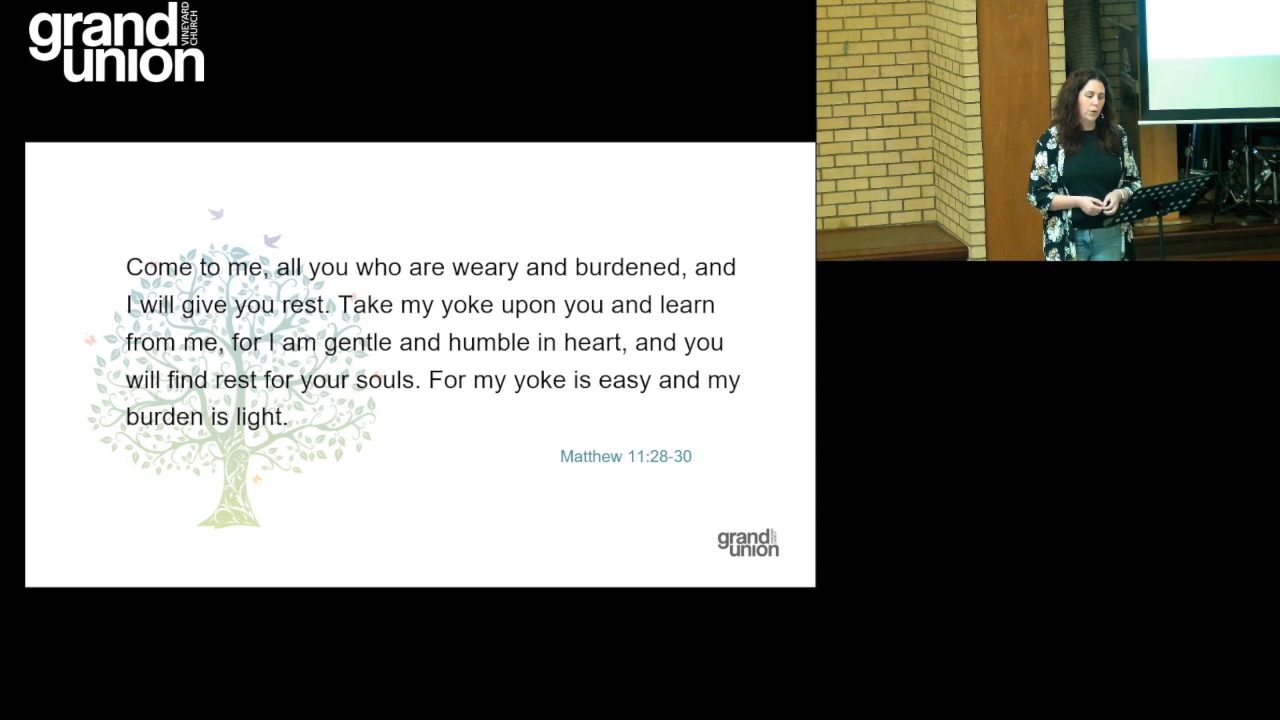 grand
union
VINEYARD
CHURCH
Come to me, all you who are weary and burdened, and
I will give you rest. Take my yoke upon you and learn
from me, for I am gentle and humble in heart, and you
will find rest for your souls. For my yoke is easy and my
burden is light.
Matthew 11:28-30
grand
union